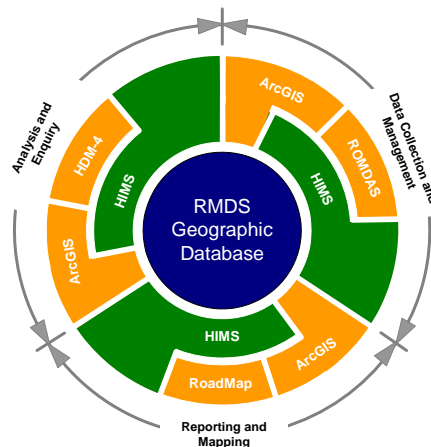 ArcGIS
ROMDAS
HIMS
Data Collection and
Management
Analysis and
Enquiry
HDM-4
HIMS
ArcGIS
RMDS
Geographic
Database
HIMS
RoadMap
ArcGIS
Reporting and
Mapping